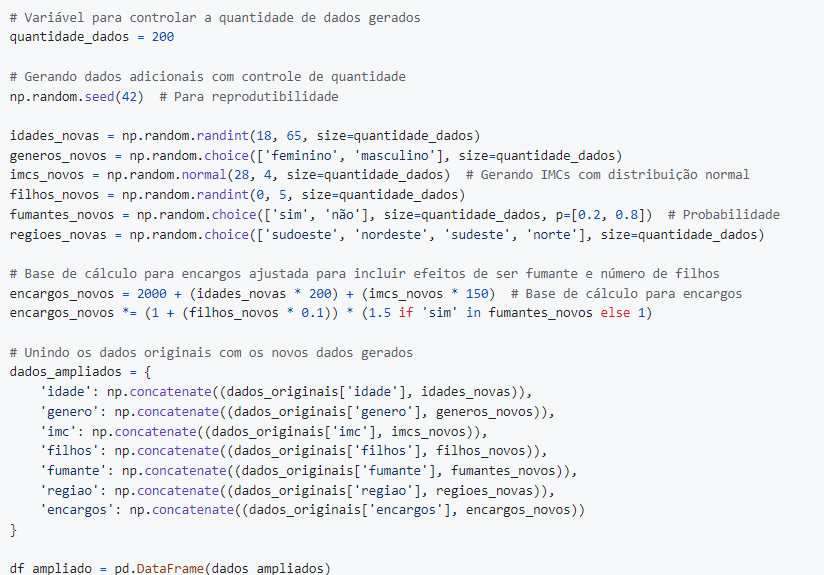 # Variável para controlar a quantidade de dados gerados
quantidade_dados = 200
# Gerando dados adicionais com controle de quantidade
np.random.seed(42)  # Para reprodutibilidade
idades_novas = np.random.randint(18, 65, size=quantidade_dados)
generos_novos = np.random.choice(['feminino', 'masculino'], size=quantidade_dados)
imcs_novos = np.random.normal(28, 4, size=quantidade_dados)  # Gerando IMCs com distribuição normal
filhos_novos = np.random.randint(0, 5, size=quantidade_dados)
fumantes_novos = np.random.choice(['sim', 'não'], size=quantidade_dados, p=[0.2, 0.8])  # Probabilidade
regioes_novas = np.random.choice(['sudoeste', 'nordeste', 'sudeste', 'norte'], size=quantidade_dados)
# Base de cálculo para encargos ajustada para incluir efeitos de ser fumante e número de filhos
encargos_novos = 2000 + (idades_novas * 200) + (imcs_novos * 150)  # Base de cálculo para encargos
encargos_novos *= (1 + (filhos_novos * 0.1)) * (1.5 if 'sim' in fumantes_novos else 1)
# Unindo os dados originais com os novos dados gerados
dados_ampliados = {
    'idade': np.concatenate((dados_originais['idade'], idades_novas)),
    'genero': np.concatenate((dados_originais['genero'], generos_novos)),
    'imc': np.concatenate((dados_originais['imc'], imcs_novos)),
    'filhos': np.concatenate((dados_originais['filhos'], filhos_novos)),
    'fumante': np.concatenate((dados_originais['fumante'], fumantes_novos)),
    'regiao': np.concatenate((dados_originais['regiao'], regioes_novas)),
    'encargos': np.concatenate((dados_originais['encargos'], encargos_novos))
}
df_ampliado = pd.DataFrame(dados_ampliados)